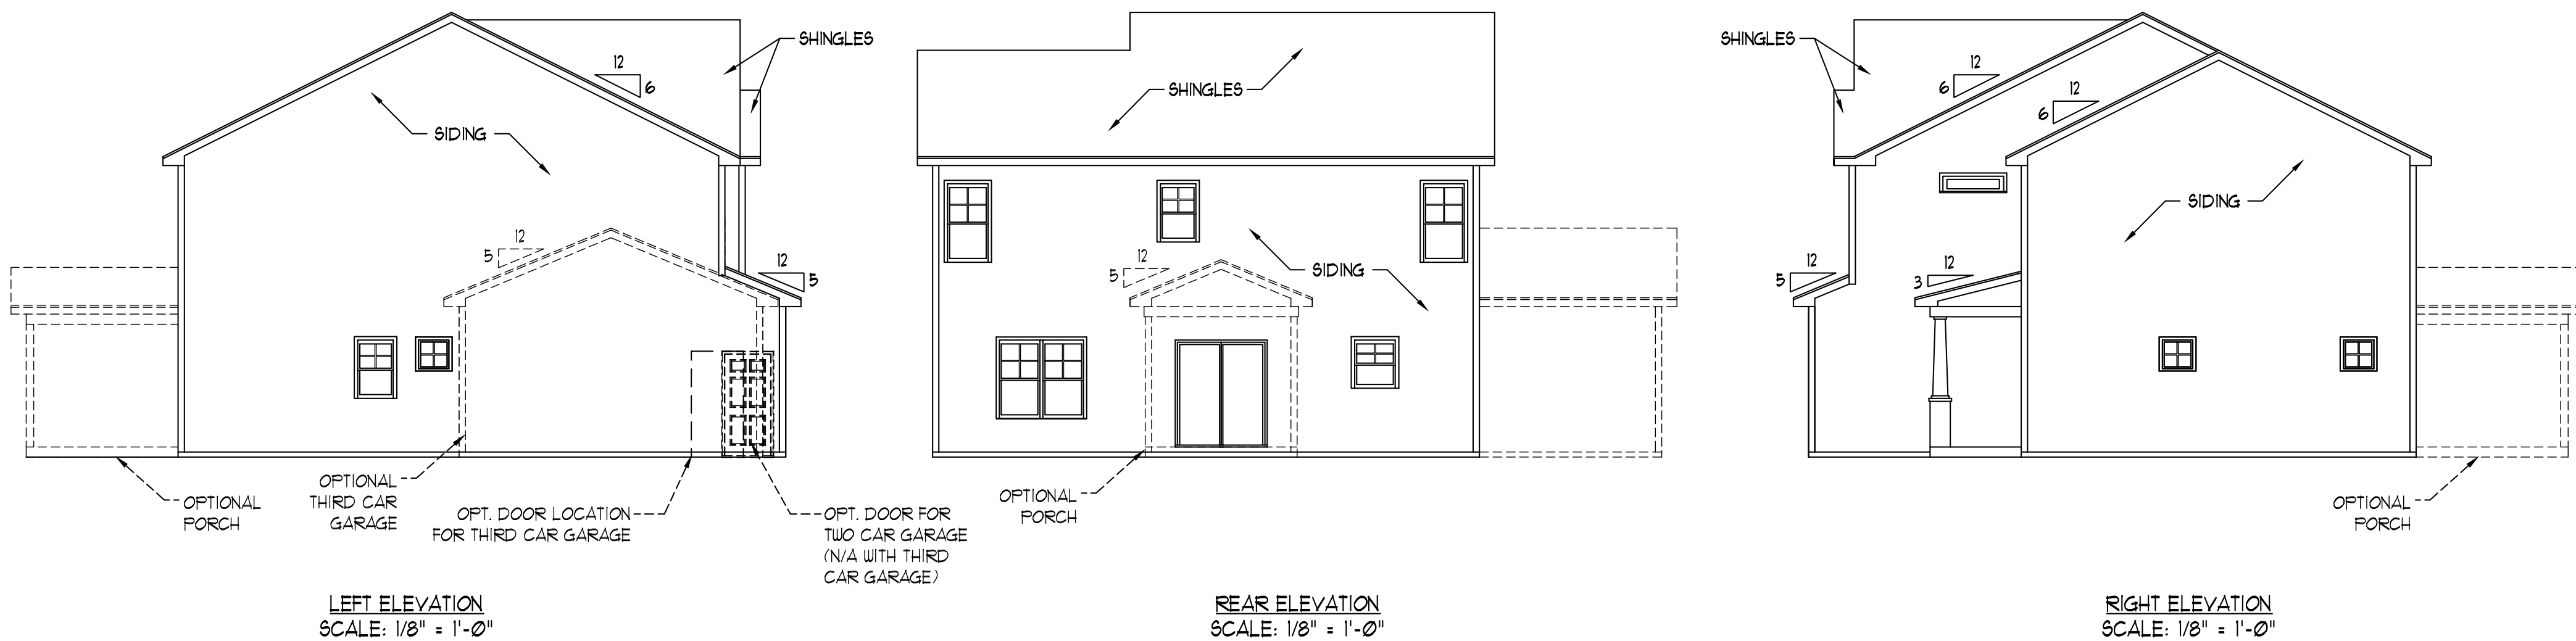 SHINGLES
12
6
SIDING
12
5
12
5
OPTIONAL
PORCH
OPTIONAL
THIRD CAR
GARAGE
OPT. DOOR LOCATION
FOR THIRD CAR GARAGE
OPT. DOOR FOR
TWO CAR GARAGE
(N/A WITH THIRD
CAR GARAGE)
LEFT ELEVATION
SCALE: 1/8" = 1'-0"
SHINGLES
12
5
SIDING
OPTIONAL
PORCH
REAR ELEVATION
SCALE: 1/8" = 1'-0"
SHINGLES
12
6
12
6
SIDING
12
5
12
3
OPTIONAL
PORCH
RIGHT ELEVATION
SCALE: 1/8" = 1'-0"